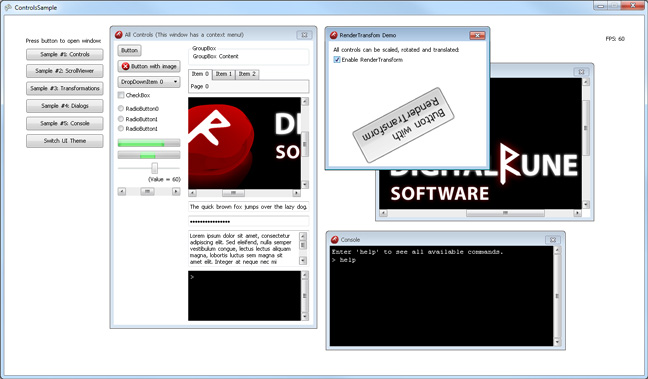 ControlsSample
FPS: 60
Press button to open window:
Sample #1: Controls
Sample #2: ScrollViewer
Sample #3: Transformations
Sample #4: Dialogs
Sample #5: Console
Switch UI Theme
All Controls (This window has a context menu!)
Button
Button with image
DropDownItem 0
CheckBox
RadioButton0
RadioButton1
RadioButton1
(Value = 60)
GroupBox
GroupBox Content
Item 0 Item 1 Item 2
Page 0
DI
SO
The quick brown fox jumps over the lazy dog.
••••••••••••••••
Lorem ipsum dolor sit amet, consectetur
adipiscing elit. Sed eleifend, nulla semper
vestibulum congue, lectus lectus aliquam
magna, lobortis luctus sem magna sit
amet elit. Integer at neque nec mi
>
RenderTransfom Demo
All controls can be scaled, rotated and translated:
Enable RenderTransform
Button with
RenderTransform
DIGITALRUNE
SOFTWARE
Console
Enter 'help' to see all available commands.
> help